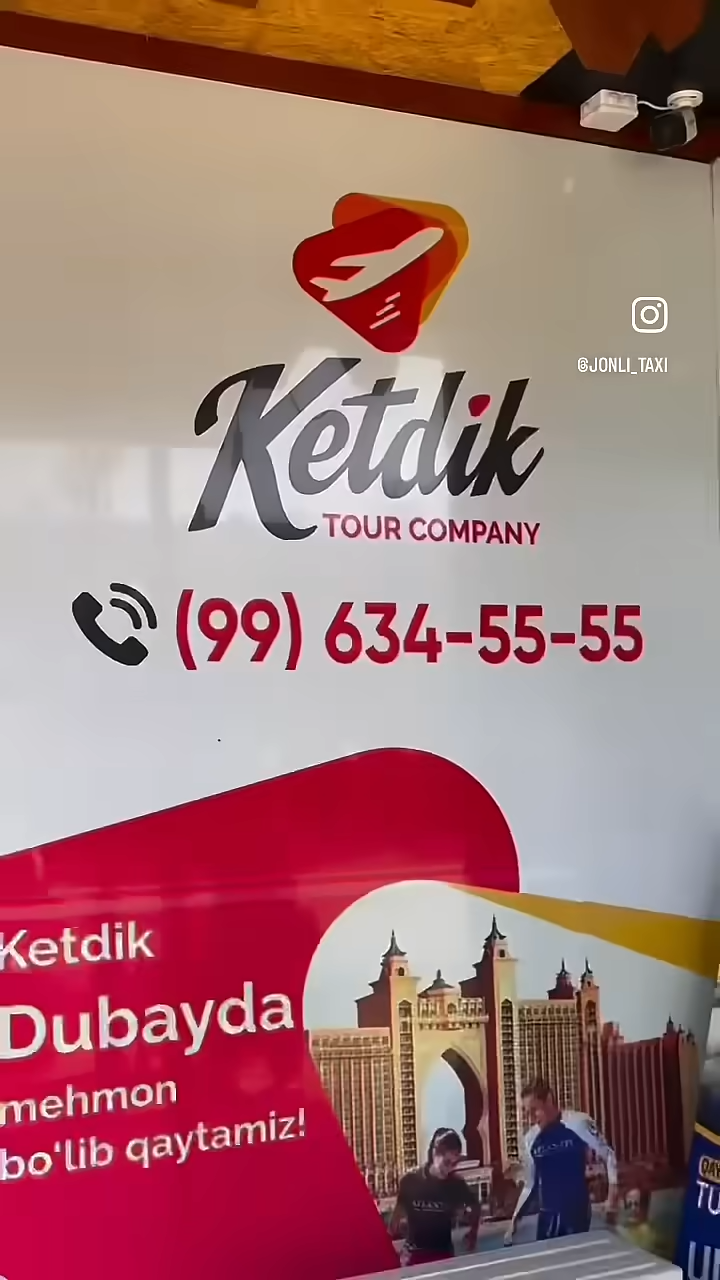 @JONLI_TAXI
Ketdik
TOUR COMPANY
(99) 634-55-55
Ketdik
Dubayda
mehmon
bo'lib qaytamiz!